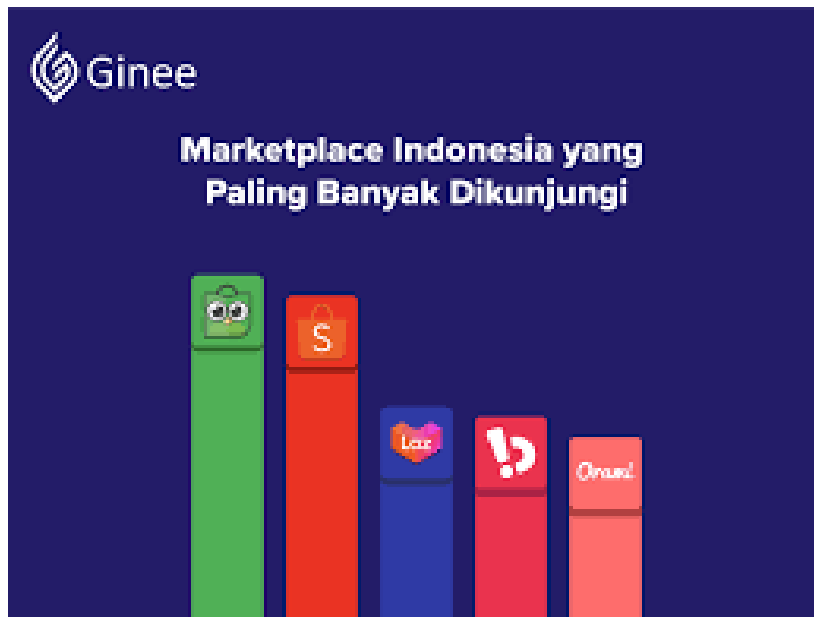 Ginee
Marketplace Indonesia yang
Paling Banyak Dikunjungi
S
Laz
Orami